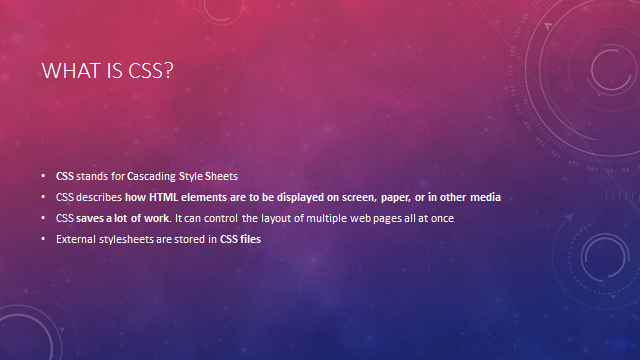 WHAT IS CSS?
• CSS stands for Cascading Style Sheets
• CSS describes how HTML elements are to be displayed on screen, paper, or in other media
• CSS saves a lot of work. It can control the layout of multiple web pages all at once
• External stylesheets are stored in CSS files